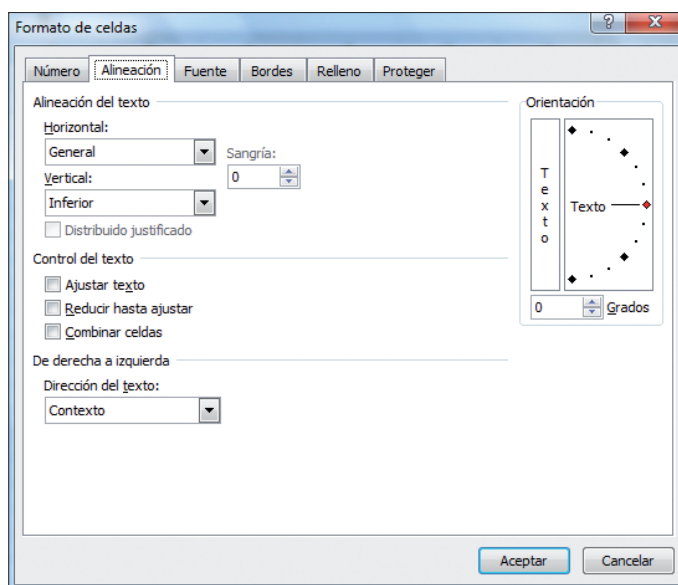 Formato de celdas
Número Alineación Fuente Bordes Relleno Proteger
Alineación del texto
Horizontal:
General
Sangría:
0
Vertical:
Inferior
Distribuido justificado
Control del texto
Ajustar texto
Reducir hasta ajustar
Combinar celdas
De derecha a izquierda
Dirección del texto:
Contexto
Orientación
Texto
Texto
0 Grados
Aceptar Cancelar